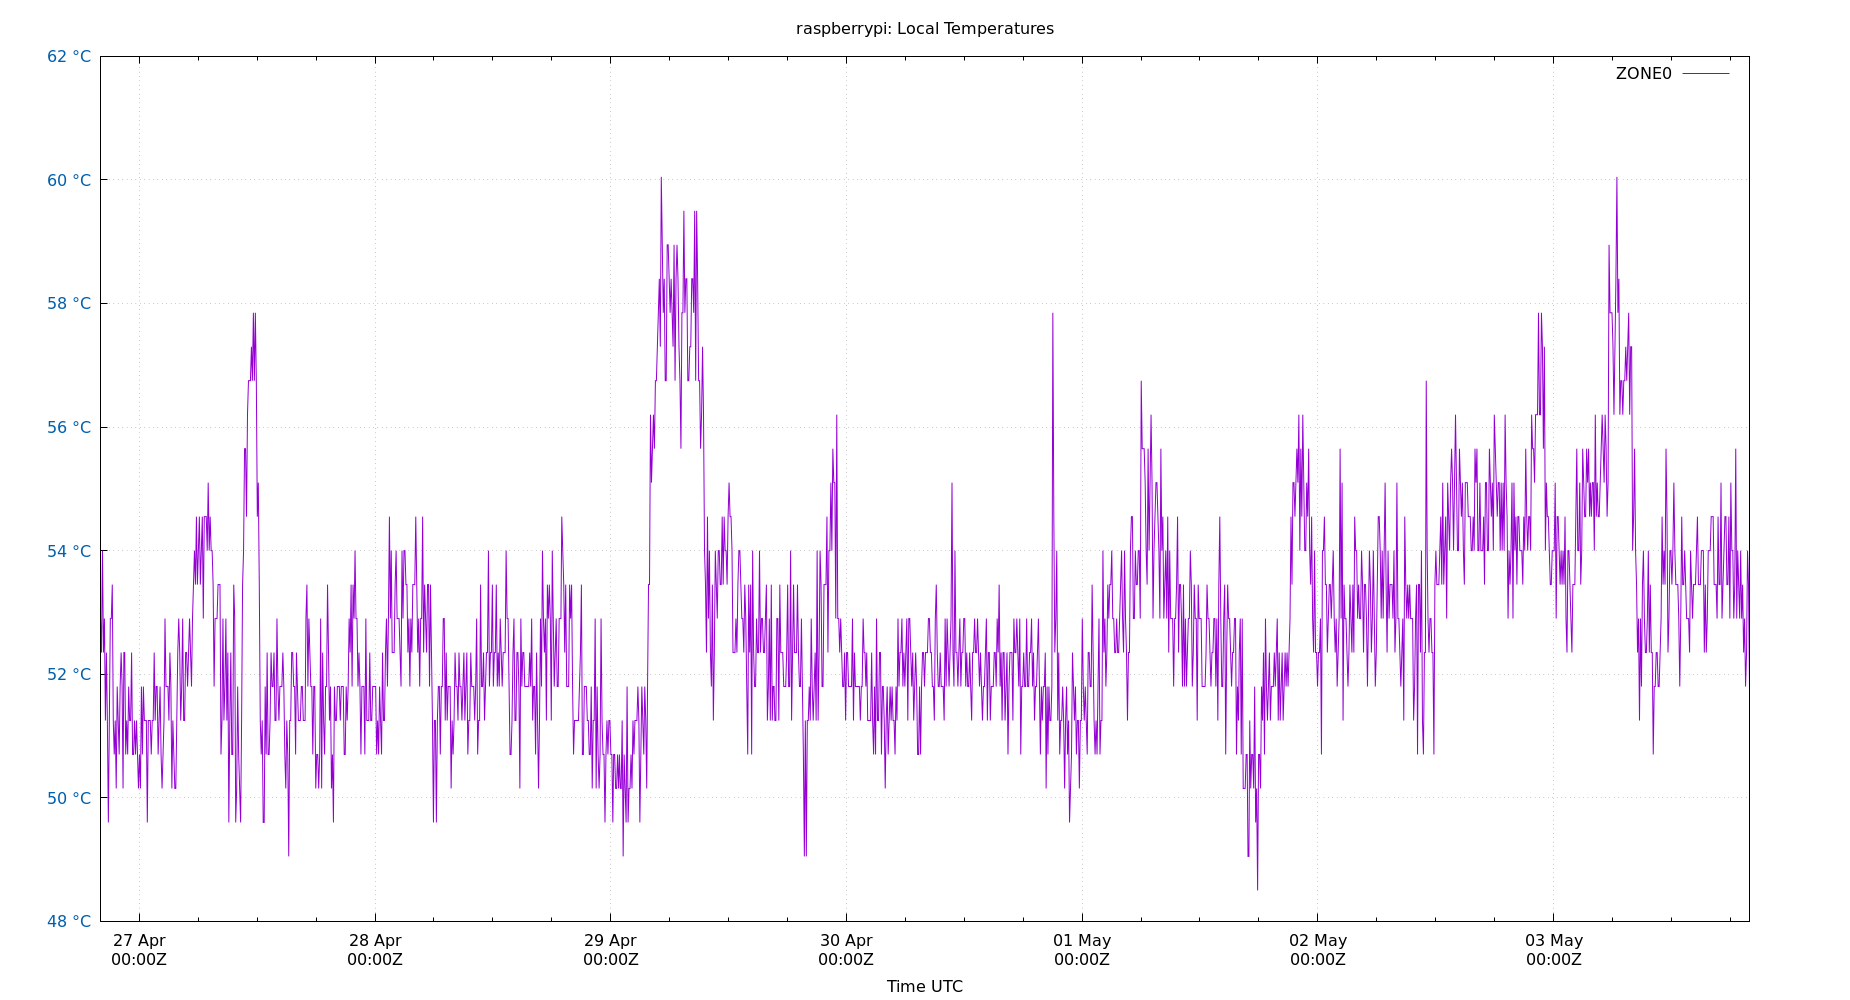 raspberrypi: Local Temperatures
62 °C
ZONE0
60 °C
58 °C
56 °C
54 °C
52 °C
50 °C
48 °C
27 Apr 28 Apr 29 Apr 30 Apr 01 May 02 May 03 May
00:00Z 00:00Z 00:00Z 00:00Z 00:00Z 00:00Z 00:00Z
Time UTC